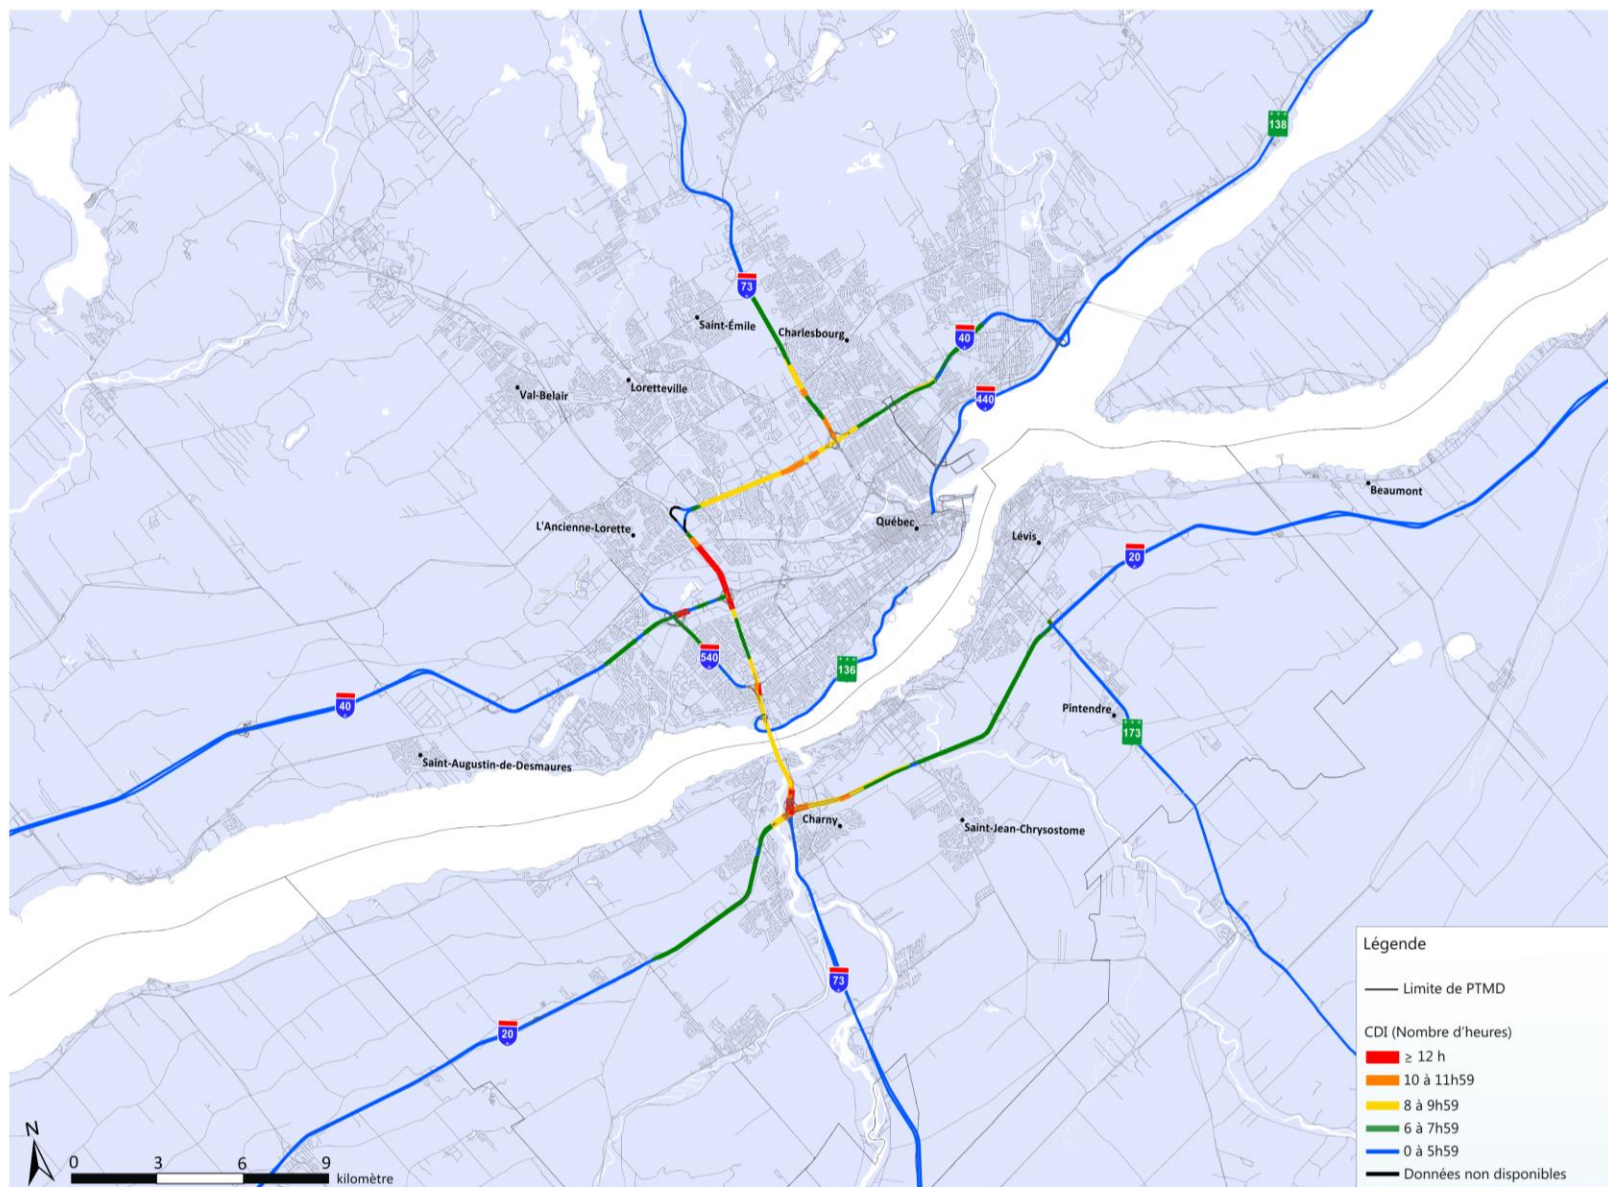 138
73
Saint-Émile
Charlesbourg
40
Val-Belair
Loretteville
440
Beaumont
L'Ancienne-Lorette
Québec
Lévis
20
540
136
40
Pintendre
173
Saint-Augustin-de-Desmaures
Charny
Saint-Jean-Chrysostome
73
20
Légende
Limite de PTMD
CDI (Nombre d'heures)
≥ 12 h
10 à 11h59
8 à 9h59
6 à 7h59
0 à 5h59
Données non disponibles
N
0 3 6 9
kilomètre